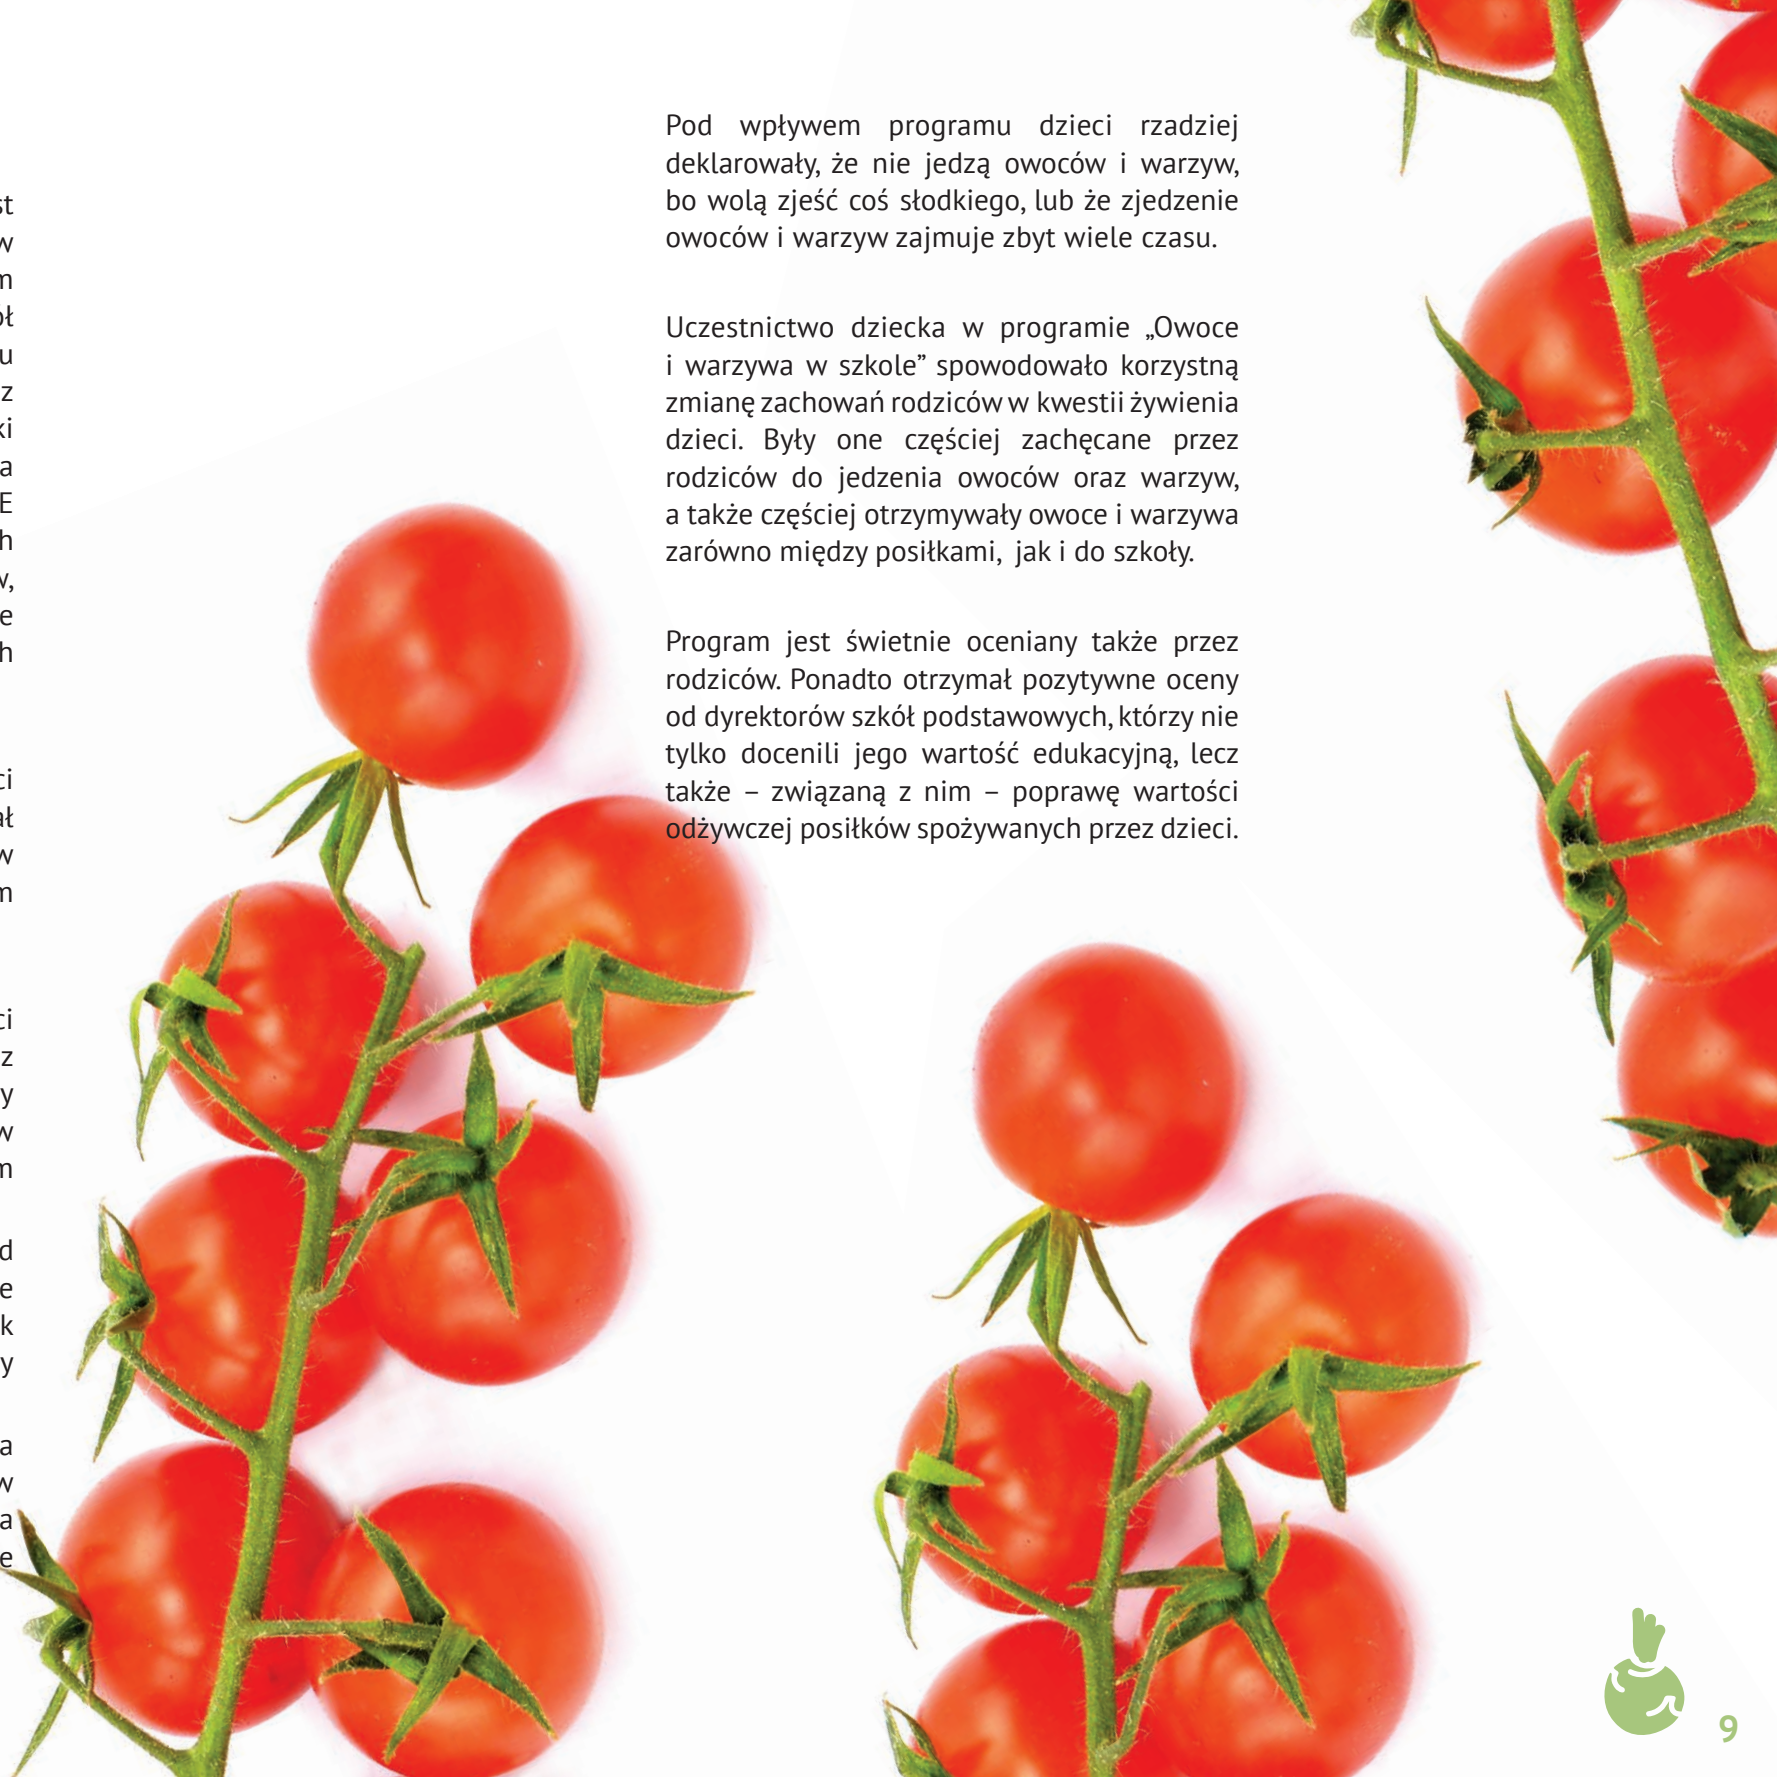 Pod wpływem programu dzieci rzadziej
deklarowały, że nie jedzą owoców i warzyw,
bo wolą zjeść coś słodkiego, lub że zjedzenie
owoców i warzyw zajmuje zbyt wiele czasu.
Uczestnictwo dziecka w programie „Owoce
i warzywa w szkole” spowodowało korzystną
zmianę zachowań rodziców w kwestii żywienia
dzieci. Były one częściej zachęcane przez
rodziców do jedzenia owoców oraz warzyw,
a także częściej otrzymywały owoce i warzywa
zarówno między posiłkami, jak i do szkoły.
Program jest świetnie oceniany także przez
rodziców. Ponadto otrzymał pozytywne oceny
od dyrektorów szkół podstawowych, którzy nie
tylko docenili jego wartość edukacyjną, lecz
także – związaną z nim – poprawę wartości
odżywczej posiłków spożywanych przez dzieci.
9